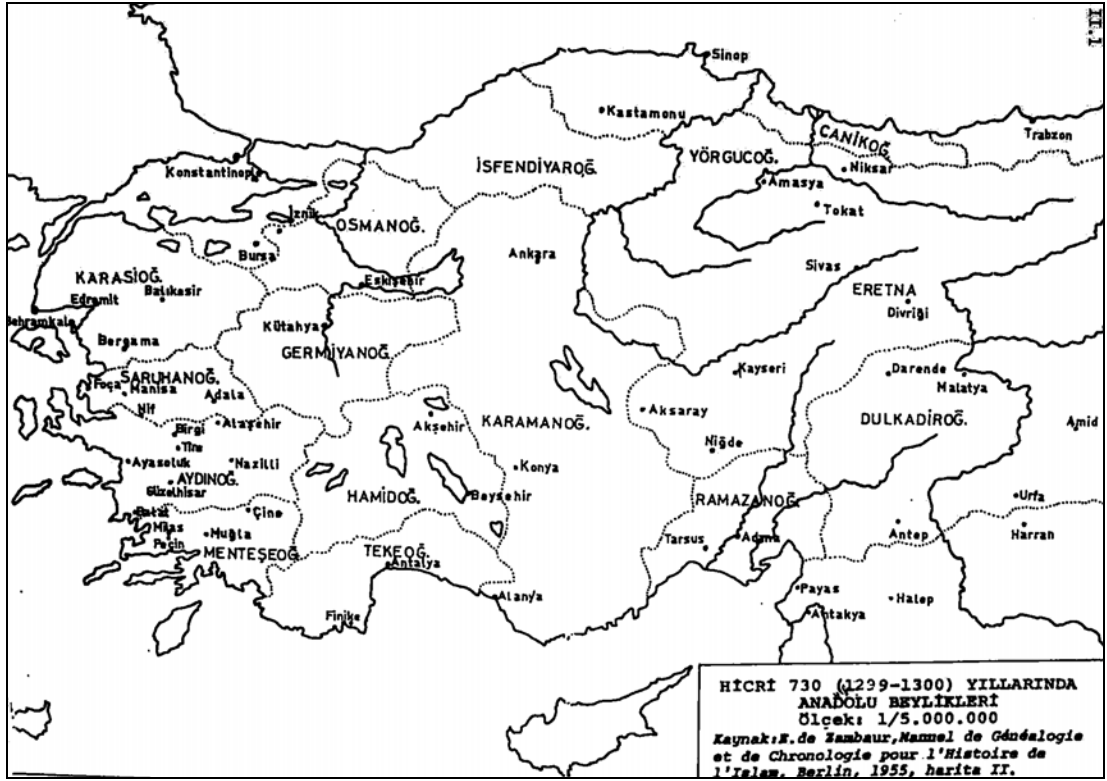 II.1
Sinop
Kastamonu
CANİKOĞ.
Trabzon
Konstantinople
İSFENDİYAROĞ.
YÖRGUCOĞ.
Niksar
Amasya
Tokat
İznik
OSMANOĞ.
Bursa
Ankara
Sivas
KARASİOĞ.
Edremit
Balıkesir
Eskişehir
ERETNA
Divriği
Behramkale
Kütahya
Bergama
GERMİYANOĞ.
SARUHANOĞ.
Foça
Manisa
Adala
Nif
Kayseri
Darende
Malatya
Aksaray
Akşehir
KARAMANOĞ.
DULKADİROĞ.
Amid
Alaşehir
Birgi
Tire
Niğde
Ayasoluk
Nazilli
Konya
AYDINOĞ.
Güzelhisar
HAMİDOĞ.
Beyşehir
RAMAZANOĞ.
Urfa
Balat
Çine
Milas
Muğla
Peçin
MENTEŞEOĞ.
TEKEOĞ.
Antalya
Tarsus
Adana
Antep
Harran
Finike
Alanya
Payas
Halep
Antakya
HİCRİ 730 (1299-1300) YILLARINDA
ANADOLU BEYLİKLERİ
Ölçek: 1/5.000.000
Kaynak:E.de Zambaur,Manuel de Généalogie
et de Chronologie pour l'Histoire de
l'Islam, Berlin, 1955, harita II.